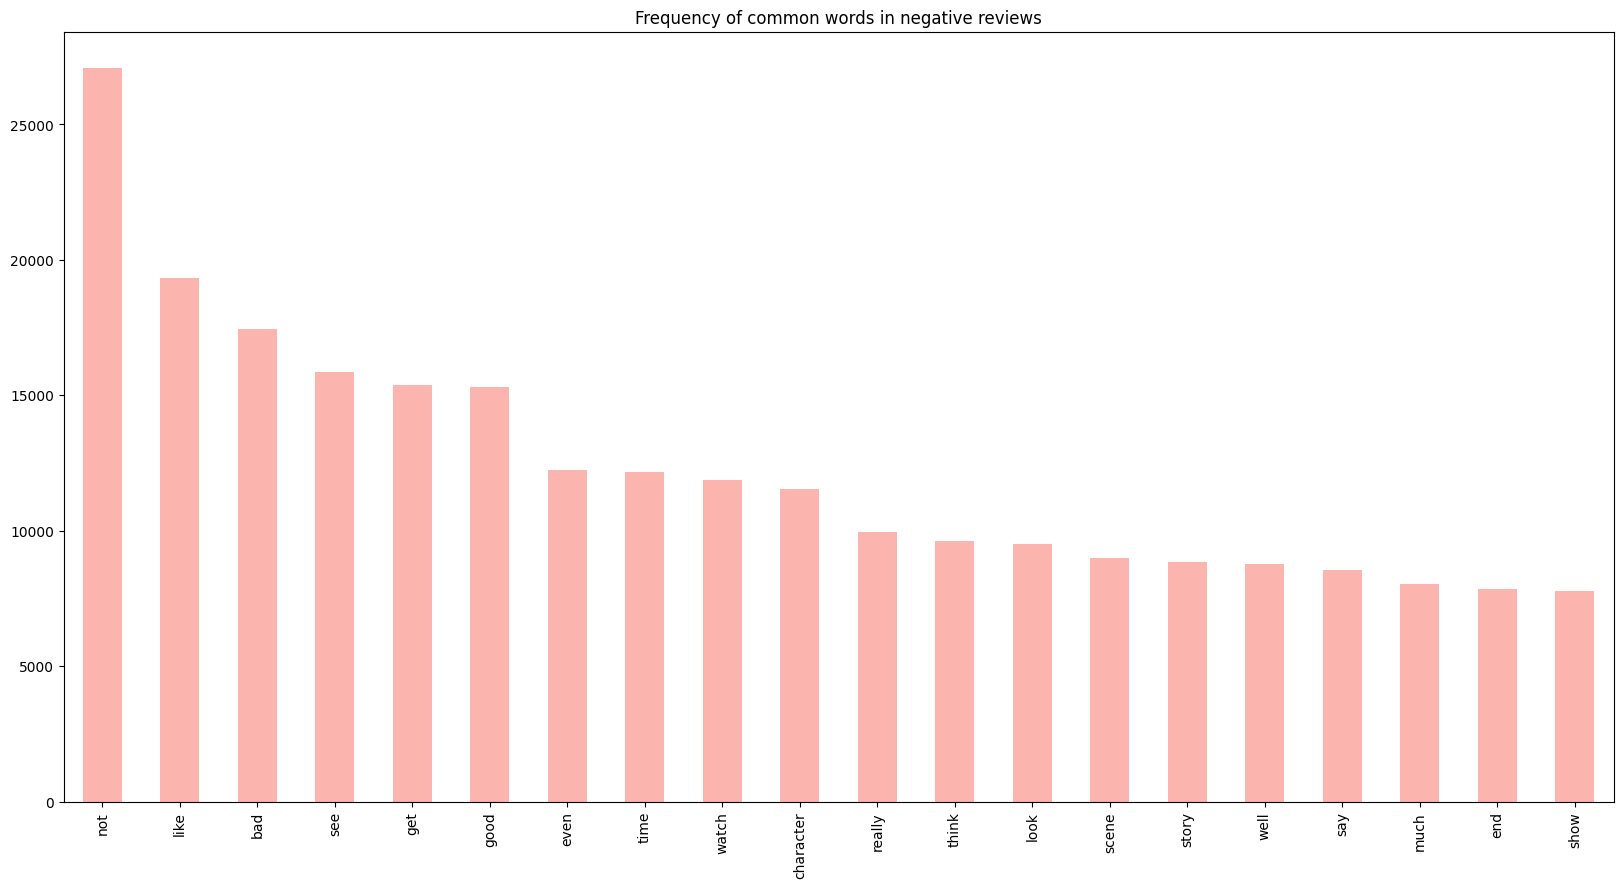 Frequency of common words in negative reviews
25000
20000
15000
10000
5000
0
not
like
bad
see
get
good
even
time
watch
character
really
think
look
scene
story
well
say
much
end
show